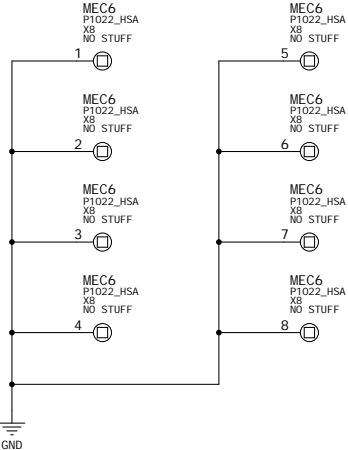 MEC6
P1022_HSA
X8
NO STUFF
1
MEC6
P1022_HSA
X8
NO STUFF
2
MEC6
P1022_HSA
X8
NO STUFF
3
MEC6
P1022_HSA
X8
NO STUFF
4
MEC6
P1022_HSA
X8
NO STUFF
5
MEC6
P1022_HSA
X8
NO STUFF
6
MEC6
P1022_HSA
X8
NO STUFF
7
MEC6
P1022_HSA
X8
NO STUFF
8
GND